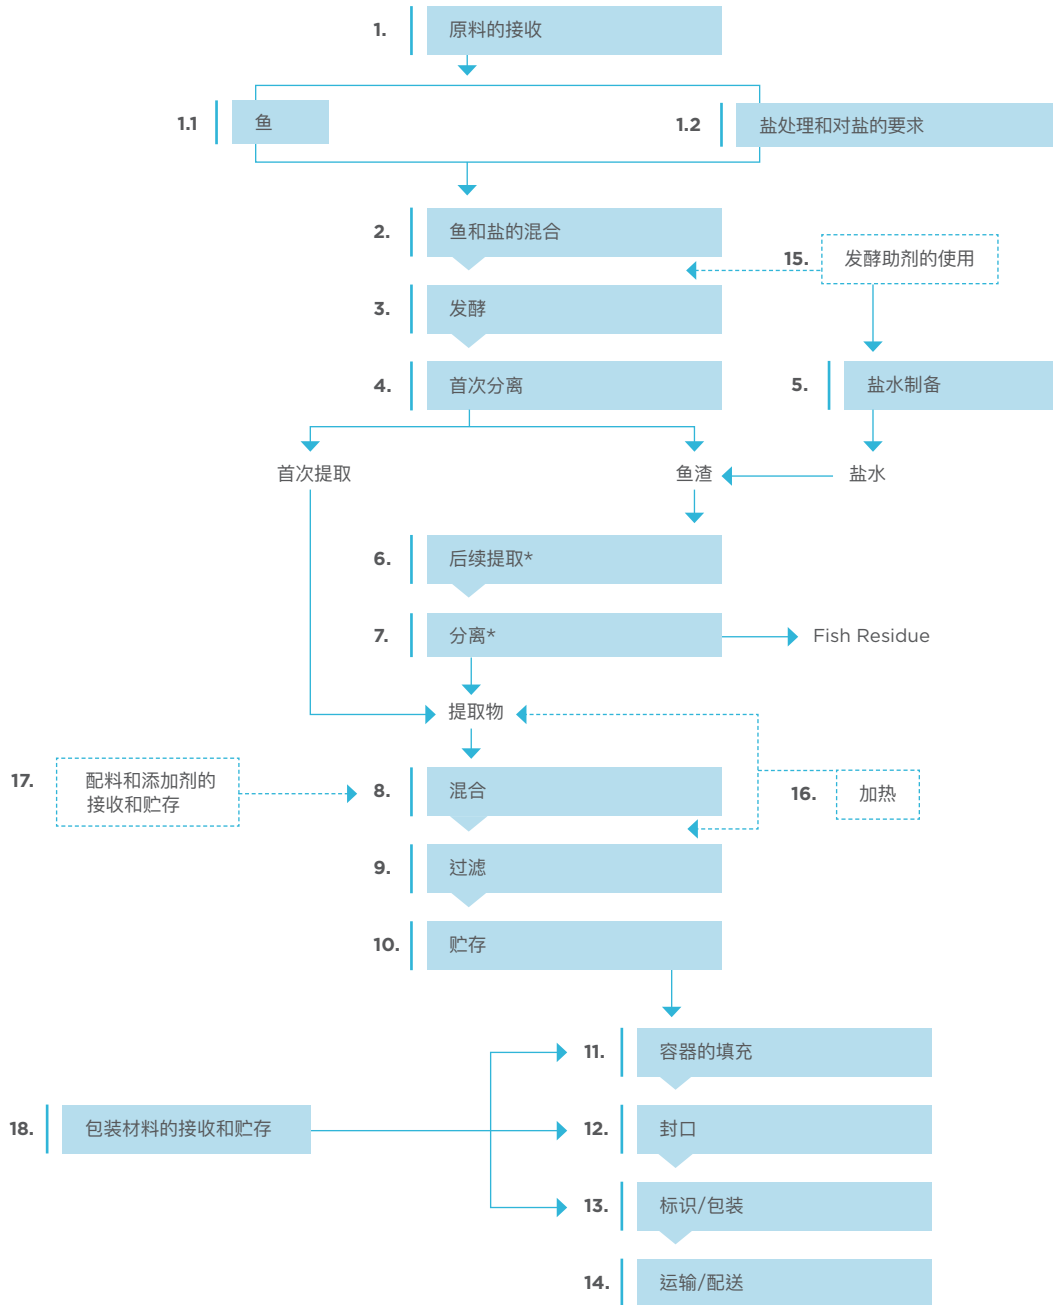 1. 原料的接收
1.1 鱼
1.2 盐处理和对盐的要求
2. 鱼和盐的混合
15. 发酵助剂的使用
3. 发酵
4. 首次分离
5. 盐水制备
首次提取
鱼渣
盐水
6. 后续提取*
7. 分离*
Fish Residue
提取物
17. 配料和添加剂的
接收和贮存
8. 混合
16. 加热
9. 过滤
10. 贮存
11. 容器的填充
18. 包装材料的接收和贮存
12. 封口
13. 标识/包装
14. 运输/配送